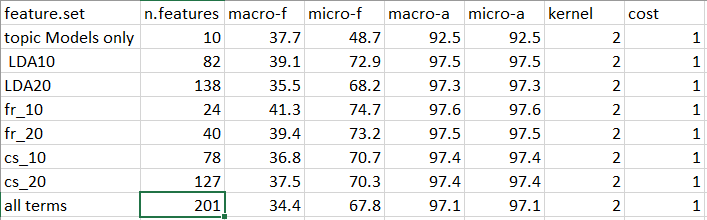 feature.set n.features macro-f micro-f macro-a micro-a kernel cost
topic Models only 10 37.7 48.7 92.5 92.5 2 1
LDA10 82 39.1 72.9 97.5 97.5 2 1
LDA20 138 35.5 68.2 97.3 97.3 2 1
fr_10 24 41.3 74.7 97.6 97.6 2 1
fr_20 40 39.4 73.2 97.5 97.5 2 1
cs_10 78 36.8 70.7 97.4 97.4 2 1
cs_20 127 37.5 70.3 97.4 97.4 2 1
all terms 201 34.4 67.8 97.1 97.1 2 1